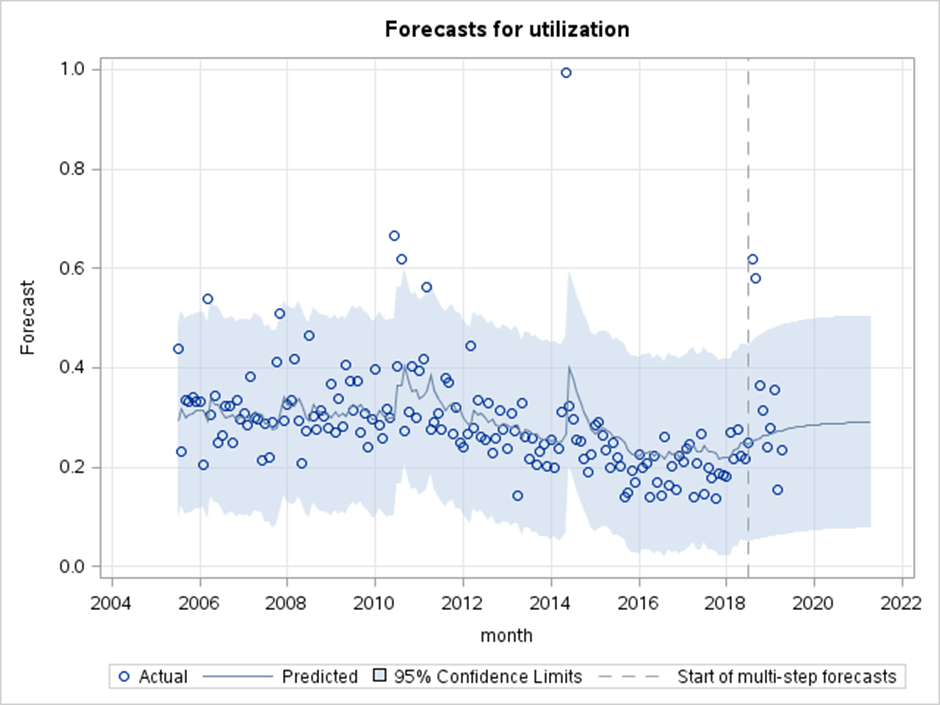 Forecasts for utilization
1.0
0.8
0.6
0.4
0.2
0.0
Forecast
2004 2006 2008 2010 2012 2014 2016 2018 2020 2022
month
Actual Predicted 95% Confidence Limits Start of multi-step forecasts